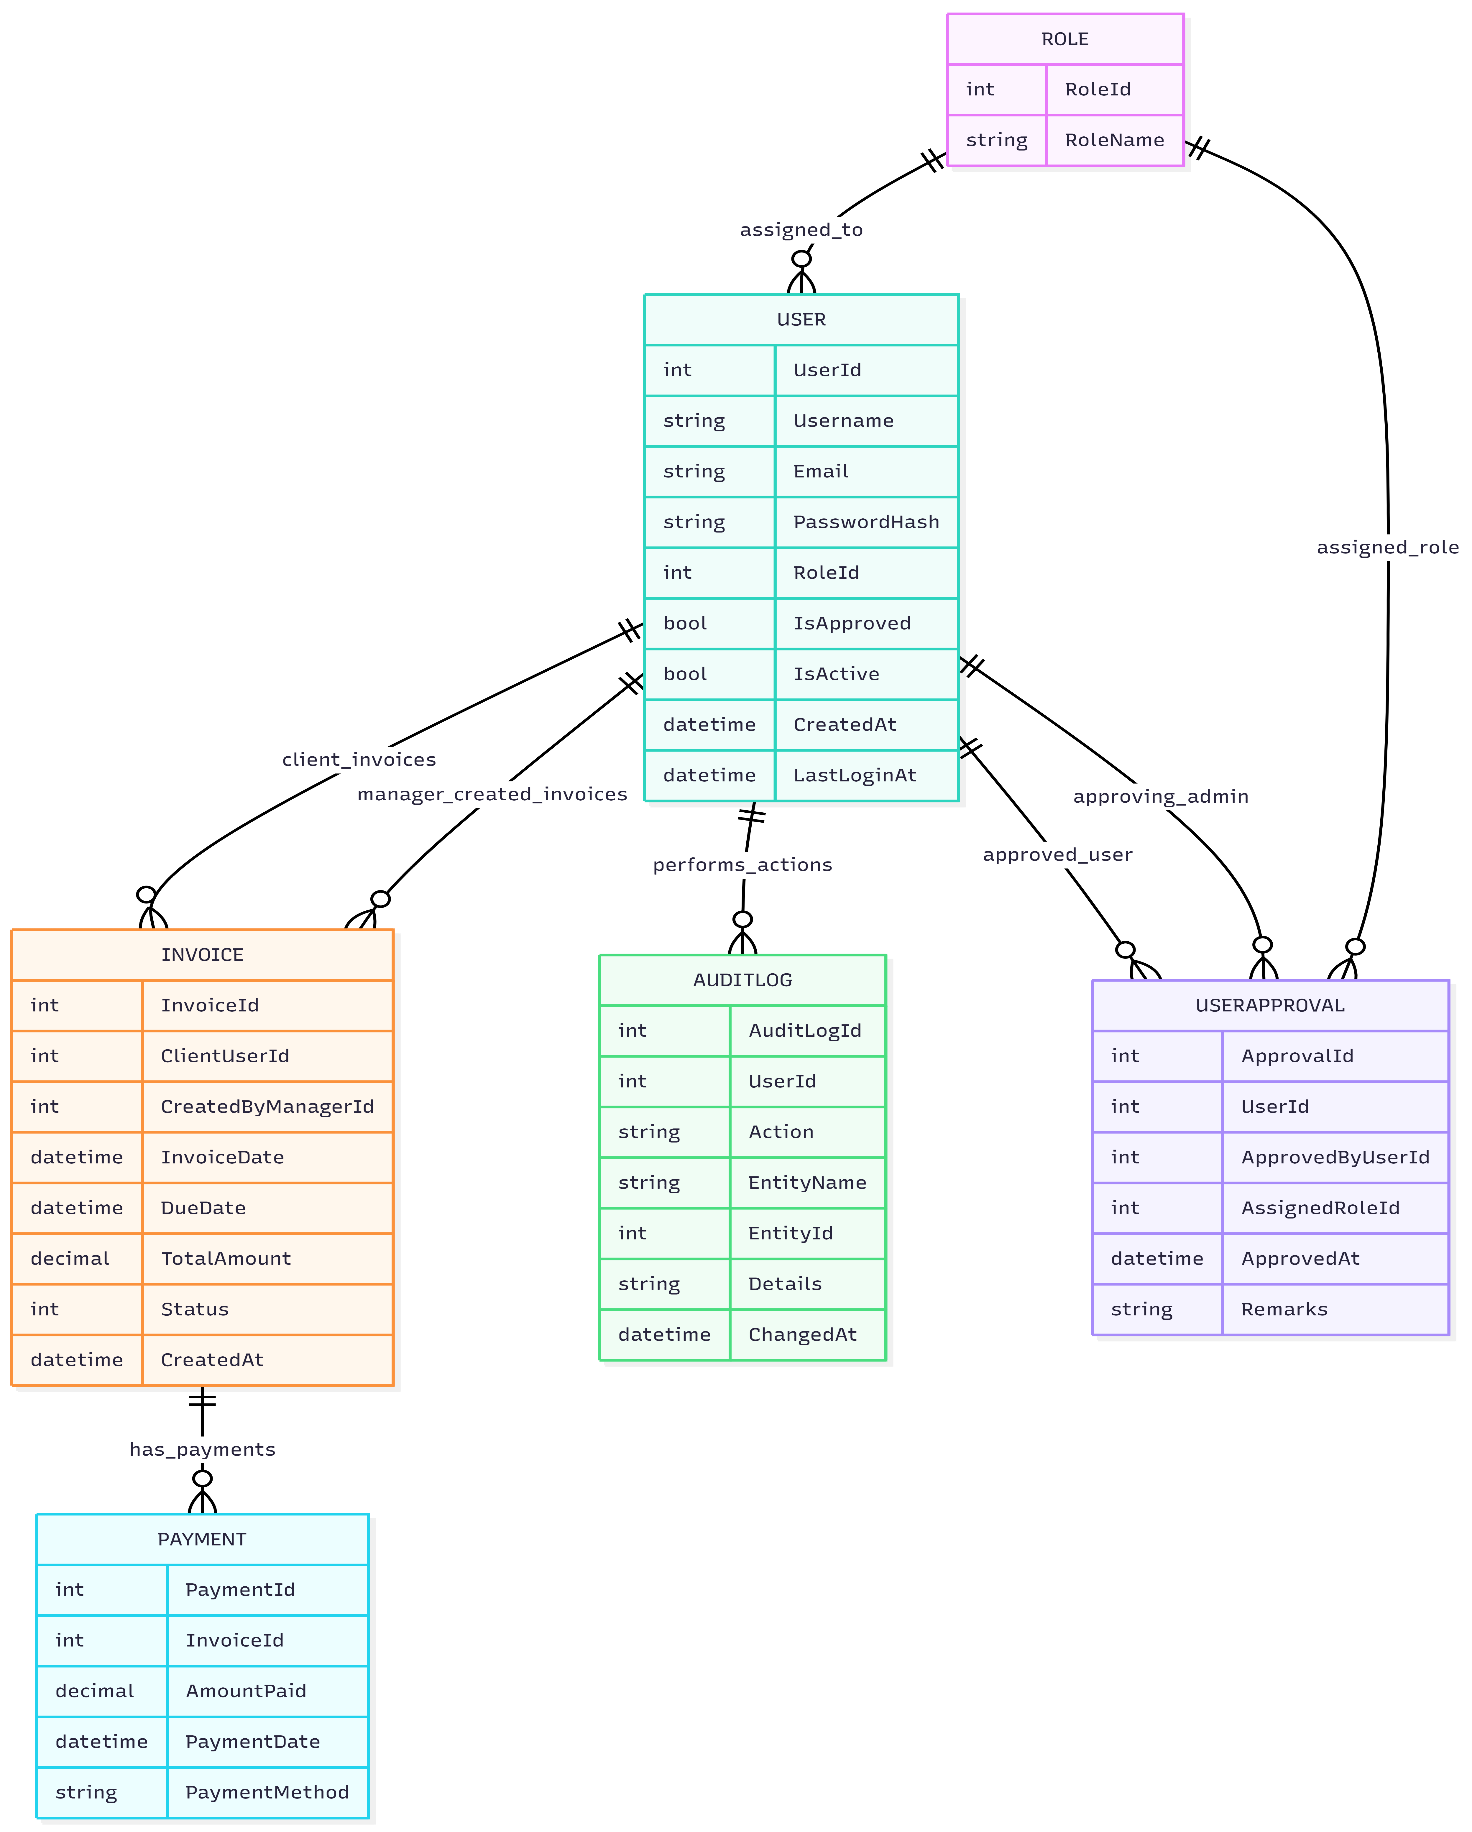 ROLE
int RoleId
string RoleName
assigned_to
USER
int UserId
string Username
string Email
string PasswordHash
int RoleId
bool IsApproved
bool IsActive
datetime CreatedAt
datetime LastLoginAt
assigned_role
client_invoices
manager_created_invoices
performs_actions
approved_user
approving_admin
INVOICE
int InvoiceId
int ClientUserId
int CreatedByManagerId
datetime InvoiceDate
datetime DueDate
decimal TotalAmount
int Status
datetime CreatedAt
AUDITLOG
int AuditLogId
int UserId
string Action
string EntityName
int EntityId
string Details
datetime ChangedAt
USERAPPROVAL
int ApprovalId
int UserId
int ApprovedByUserId
int AssignedRoleId
datetime ApprovedAt
string Remarks
has_payments
PAYMENT
int PaymentId
int InvoiceId
decimal AmountPaid
datetime PaymentDate
string PaymentMethod